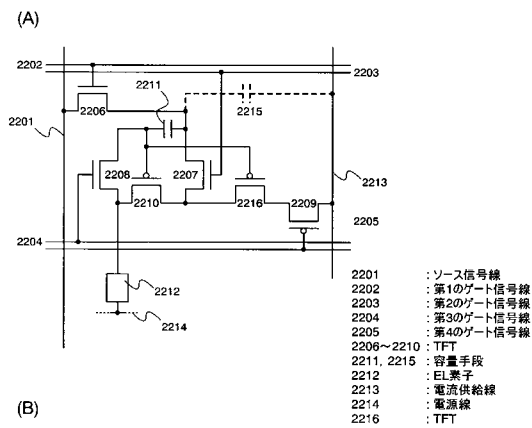 (A)
2202
2203
2211
2206
2215
2201
2208
2207
2210
2216
2209
2213
2205
2204
2212
2214
2201 : ソース信号線
2202 : 第1のゲート信号線
2203 : 第2のゲート信号線
2204 : 第3のゲート信号線
2205 : 第4のゲート信号線
2206~2210 : TFT
2211, 2215 : 容量手段
2212 : EL素子
2213 : 電流供給線
2214 : 電源線
2216 : TFT
(B)